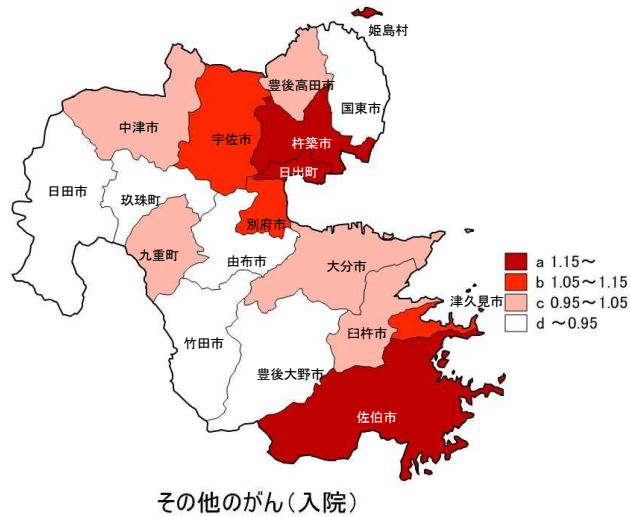 姫島村
豊後高田市
国東市
中津市
宇佐市
杵築市
日出町
日田市
玖珠町
別府市
九重町
由布市
大分市
a 1.15～
b 1.05～1.15
c 0.95～1.05
d ～0.95
津久見市
臼杵市
竹田市
豊後大野市
佐伯市
その他のがん(入院)